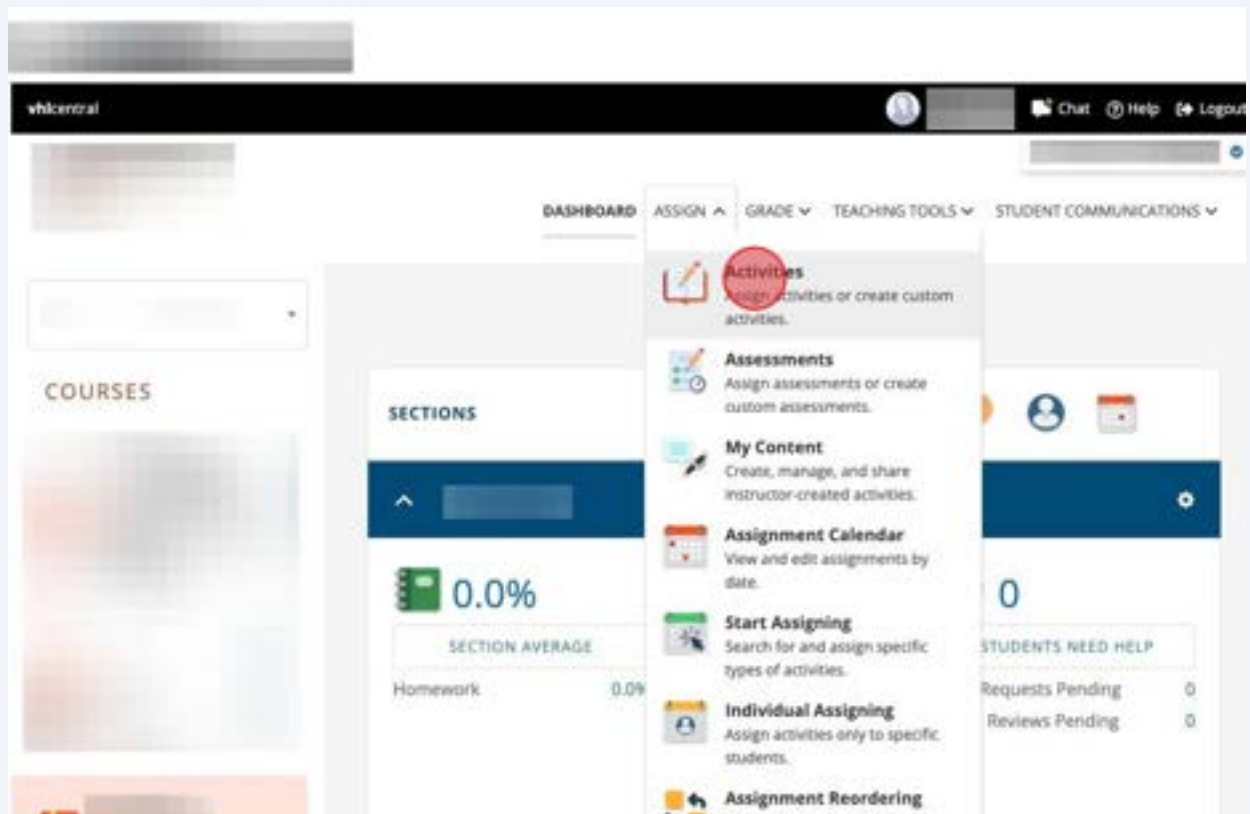 vhlcentral
Chat Help Logout
DASHBOARD ASSIGN GRADE TEACHING TOOLS STUDENT COMMUNICATIONS
Activities
Assign activities or create custom
activities.
Assessments
Assign assessments or create
custom assessments.
My Content
Create, manage, and share
instructor-created activities.
Assignment Calendar
View and edit assignments by
date.
Start Assigning
Search for and assign specific
types of activities.
Individual Assigning
Assign activities only to specific
students.
Assignment Reordering
COURSES
SECTIONS
0.0%
SECTION AVERAGE
Homework 0.0%
0
STUDENTS NEED HELP
Requests Pending 0
Reviews Pending 0